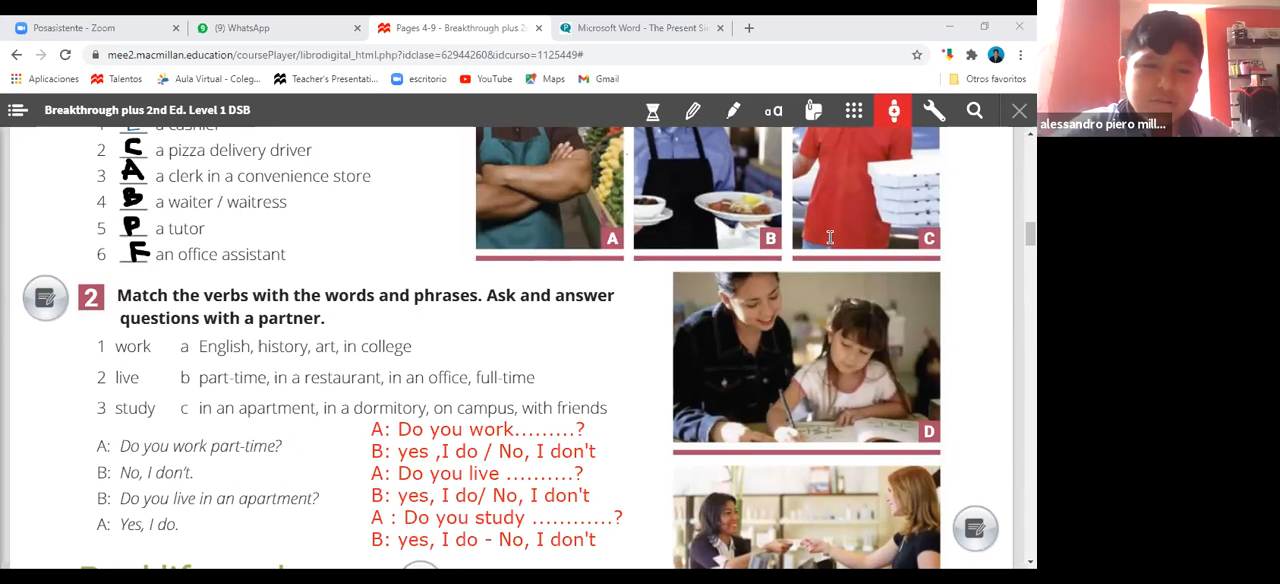 Posasistente - Zoom
WhatsApp
Pages 4-9 - Breakthrough plus 2
Microsoft Word - The Present Si
mee2.macmillan.education/coursePlayer/librodigital_html.php?idclase=62944260&idcurso=1125449#
Aplicaciones Talentos Aula Virtual - Coleg... Teacher's Presentati... escritorio YouTube Maps Gmail Otros favoritos
Breakthrough plus 2nd Ed. Level 1 DSB
aa
alessandro piero mill...
a cashier
2 C a pizza delivery driver
3 A a clerk in a convenience store
4 B a waiter / waitress
5 P a tutor
6 F an office assistant
A
B
C
2 Match the verbs with the words and phrases. Ask and answer
questions with a partner.
1 work a English, history, art, in college
2 live b part-time, in a restaurant, in an office, full-time
3 study c in an apartment, in a dormitory, on campus, with friends
A: Do you work part-time?
B: No, I don't.
B: Do you live in an apartment?
A: Yes, I do.
A: Do you work.........?
B: yes ,I do / No, I don't
A: Do you live ..........?
B: yes, I do/ No, I don't
A : Do you study ............?
B: yes, I do - No, I don't
D